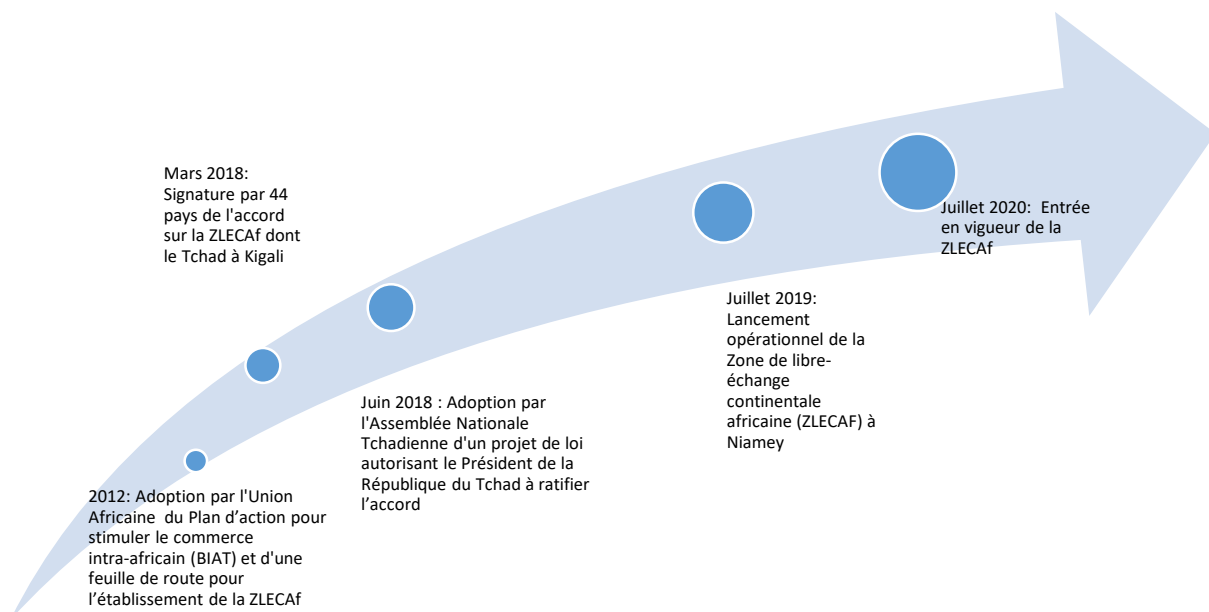 Mars 2018:
Signature par 44
pays de l'accord
sur la ZLECAf dont
le Tchad à Kigali
Juillet 2020:  Entrée
en vigueur de la
ZLECAf
Juillet 2019:
Lancement
opérationnel de la
Zone de libre-
échange
continentale
africaine (ZLECAF) à
Niamey
Juin 2018 : Adoption par
l'Assemblée Nationale
Tchadienne d'un projet de loi
autorisant le Président de la
République du Tchad à ratifier
l’accord
2012: Adoption par l'Union
Africaine  du Plan d’action pour
stimuler le commerce
intra-africain (BIAT) et d'une
feuille de route pour
l’établissement de la ZLECAf